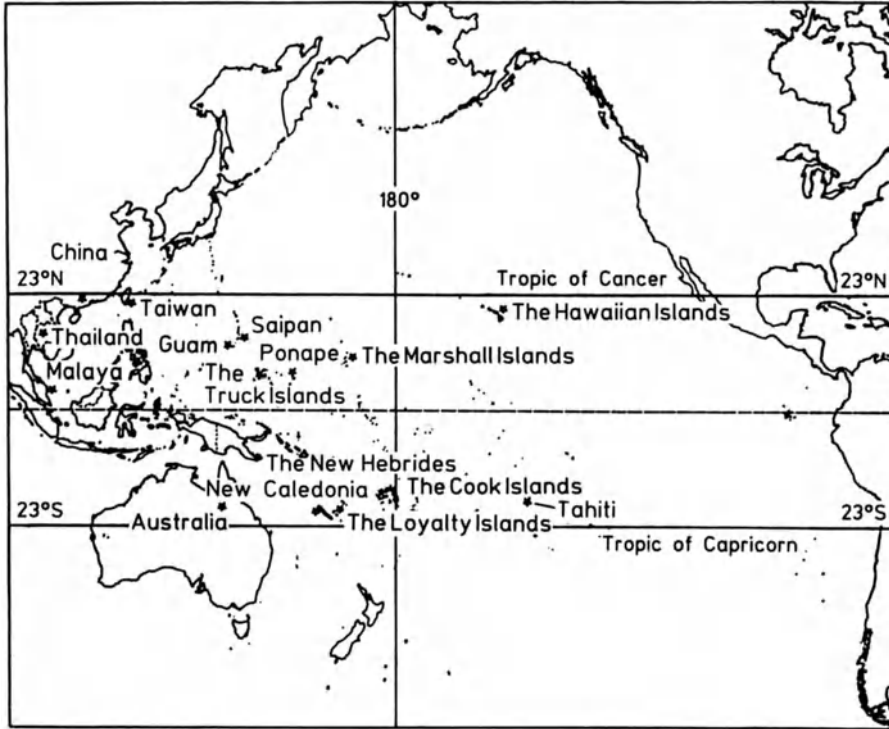 180°
China
23°N
Tropic of Cancer
23°N
Taiwan
The Hawaiian Islands
Thailand
Saipan
Guam
Ponape
The Marshall Islands
Malaya
The
Truck Islands
The New Hebrides
New Caledonia
The Cook Islands
Tahiti
23°S
Australia
The Loyalty Islands
23°S
Tropic of Capricorn